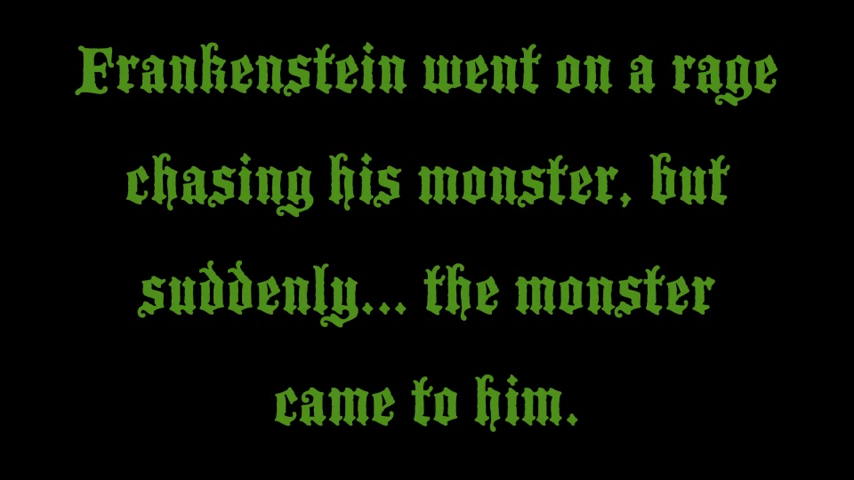 Frankenstein went on a rage
chasing his monster, but
suddenly... the monster
came to him.